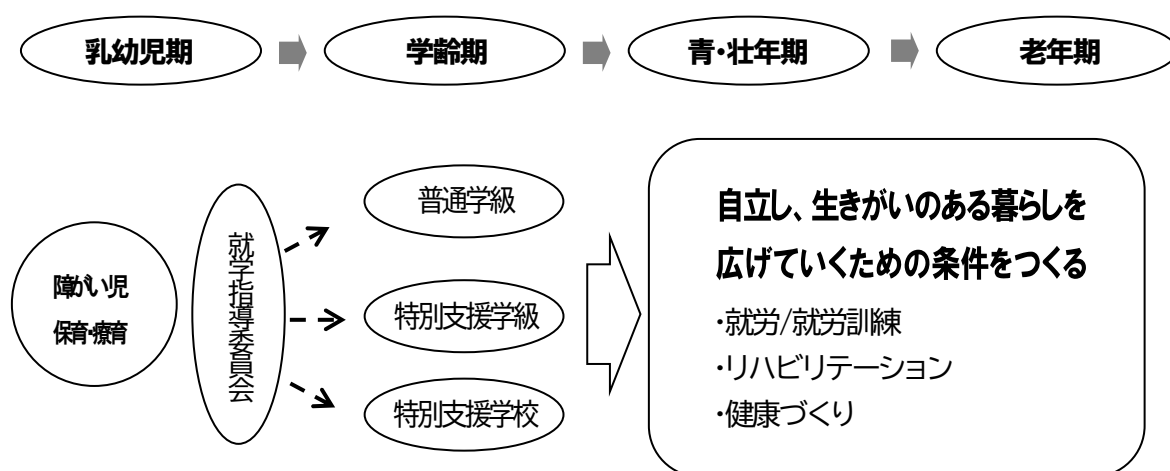 乳幼児期
学齢期
青・壮年期
老年期
障がい児
保育・療育
就学指導委員会
普通学級
特別支援学級
特別支援学校
自立し、生きがいのある暮らしを
広げていくための条件をつくる
・就労/就労訓練
・リハビリテーション
・健康づくり